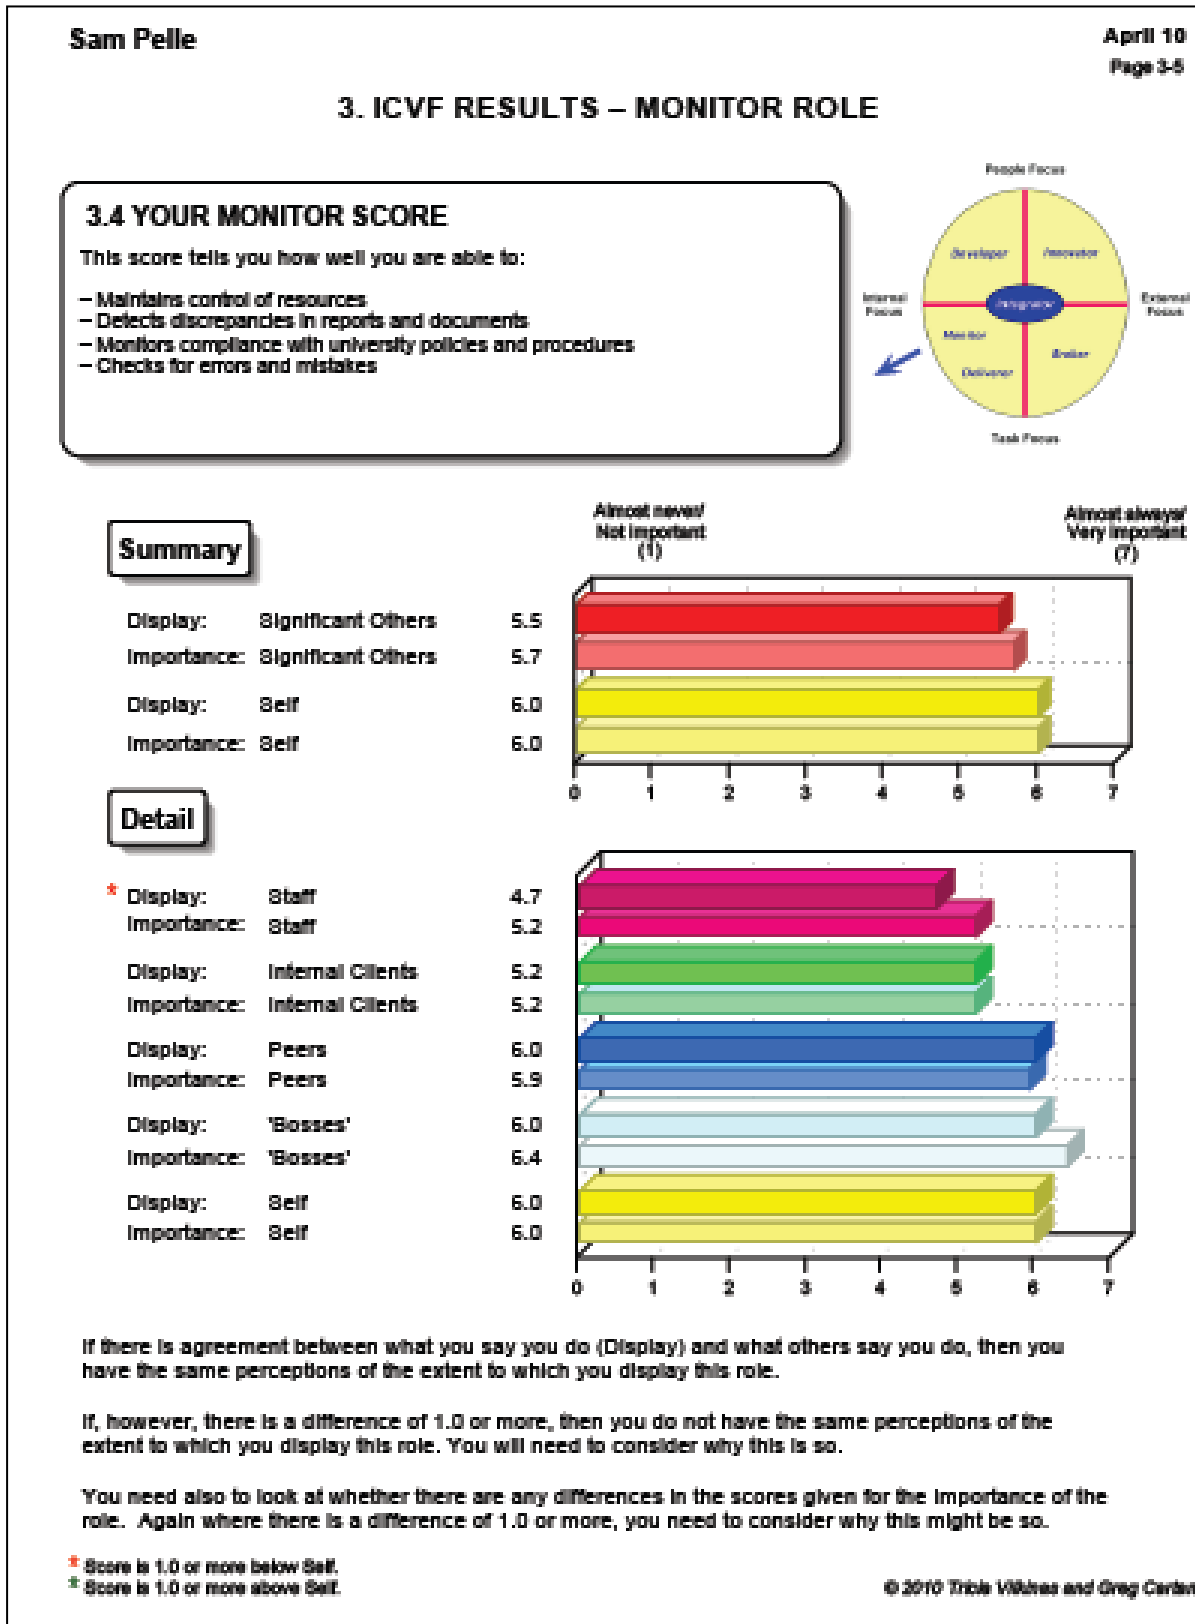 Sam Pelle
April 10
Page 3-5
3. ICVF RESULTS – MONITOR ROLE
3.4 YOUR MONITOR SCORE
This score tells you how well you are able to:
– Maintains control of resources
– Detects discrepancies in reports and documents
– Monitors compliance with university policies and procedures
– Checks for errors and mistakes
People Focus
Developer
Innovator
Internal
Focus
Integrator
External
Focus
Monitor
Broker
Deliverer
Task Focus
Summary
Almost never/
Not Important
(1)
Almost always/
Very Important
(7)
Display: Significant Others 5.5
Importance: Significant Others 5.7
Display: Self 6.0
Importance: Self 6.0
0 1 2 3 4 5 6 7
Detail
* Display: Staff 4.7
Importance: Staff 5.2
Display: Internal Clients 5.2
Importance: Internal Clients 5.2
Display: Peers 6.0
Importance: Peers 5.9
Display: 'Bosses' 6.0
Importance: 'Bosses' 6.4
Display: Self 6.0
Importance: Self 6.0
0 1 2 3 4 5 6 7
If there is agreement between what you say you do (Display) and what others say you do, then you
have the same perceptions of the extent to which you display this role.
If, however, there is a difference of 1.0 or more, then you do not have the same perceptions of the
extent to which you display this role. You will need to consider why this is so.
You need also to look at whether there are any differences in the scores given for the importance of the
role. Again where there is a difference of 1.0 or more, you need to consider why this might be so.
* Score is 1.0 or more below Self.
* Score is 1.0 or more above Self.
© 2010 Tricia Vilkinas and Greg Cartan